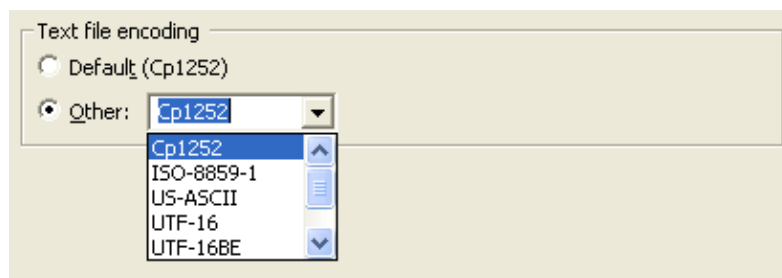 Text file encoding
Default (Cp1252)
Other: Cp1252
Cp1252
ISO-8859-1
US-ASCII
UTF-16
UTF-16BE